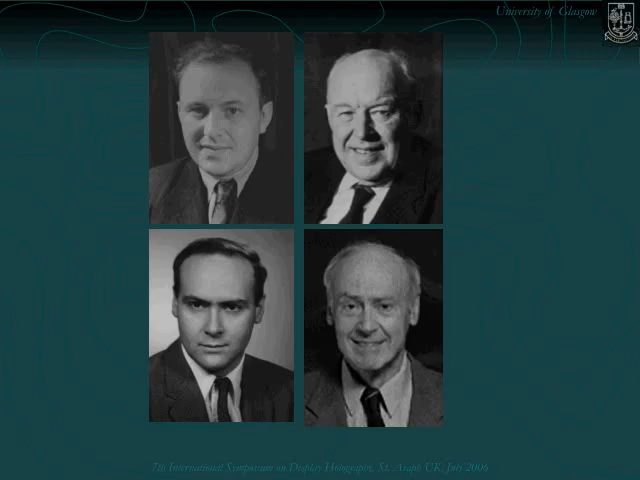 University of Glasgow
7th International Symposium on Display Holography, St. Asaph UK, July 2006